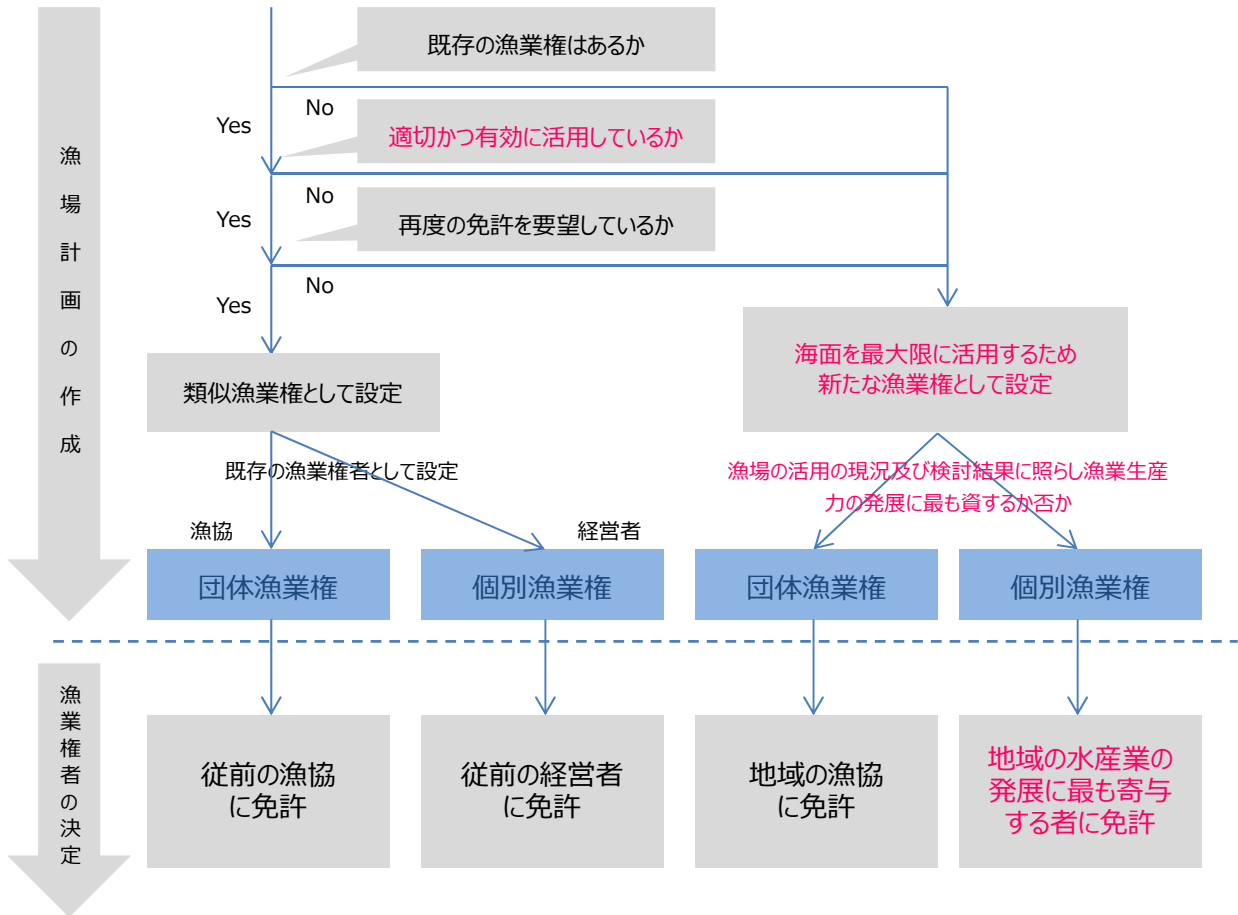 漁場計画の作成
既存の漁業権はあるか
No
Yes
適切かつ有効に活用しているか
No
Yes
再度の免許を要望しているか
No
Yes
海面を最大限に活用するため
新たな漁業権として設定
類似漁業権として設定
既存の漁業権者として設定
漁場の活用の現況及び検討結果に照らし漁業生産
力の発展に最も資するか否か
漁協
経営者
団体漁業権
個別漁業権
団体漁業権
個別漁業権
漁業権者の決定
従前の漁協
に免許
従前の経営者
に免許
地域の漁協
に免許
地域の水産業の
発展に最も寄与
する者に免許